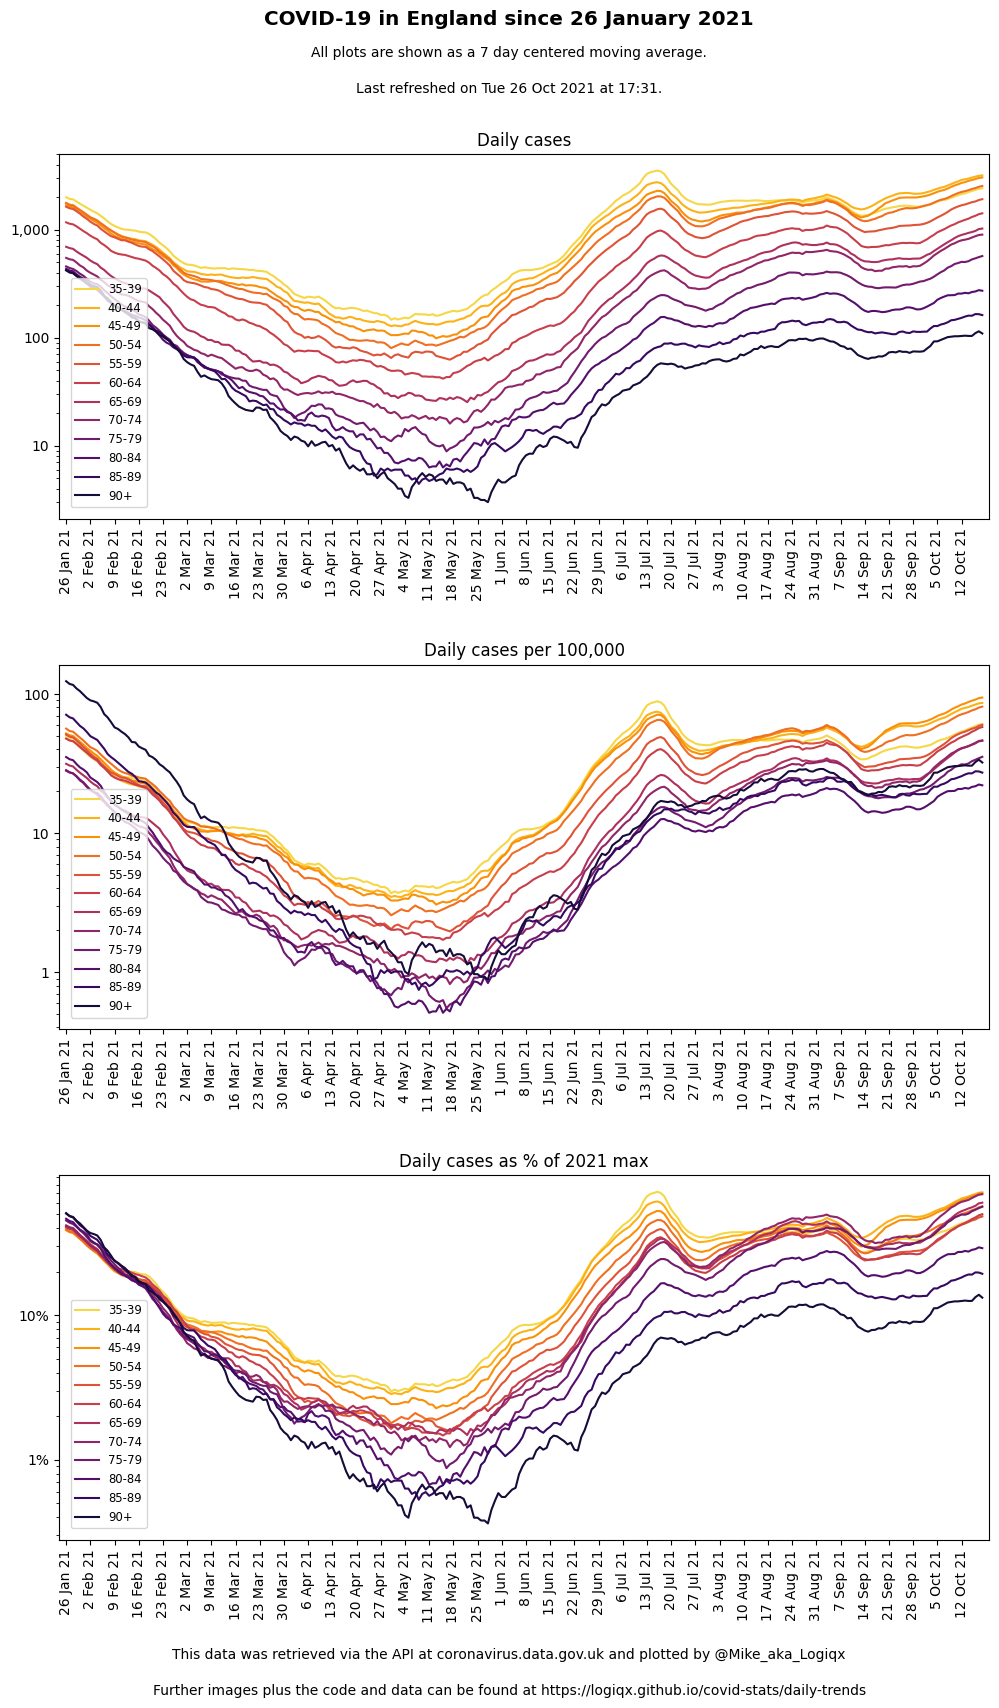 COVID-19 in England since 26 January 2021
All plots are shown as a 7 day centered moving average.
Last refreshed on Tue 26 Oct 2021 at 17:31.
Daily cases
1,000
100
10
35-39
40-44
45-49
50-54
55-59
60-64
65-69
70-74
75-79
80-84
85-89
90+
26 Jan 21
2 Feb 21
9 Feb 21
16 Feb 21
23 Feb 21
2 Mar 21
9 Mar 21
16 Mar 21
23 Mar 21
30 Mar 21
6 Apr 21
13 Apr 21
20 Apr 21
27 Apr 21
4 May 21
11 May 21
18 May 21
25 May 21
1 Jun 21
8 Jun 21
15 Jun 21
22 Jun 21
29 Jun 21
6 Jul 21
13 Jul 21
20 Jul 21
27 Jul 21
3 Aug 21
10 Aug 21
17 Aug 21
24 Aug 21
31 Aug 21
7 Sep 21
14 Sep 21
21 Sep 21
28 Sep 21
5 Oct 21
12 Oct 21
Daily cases per 100,000
100
10
1
35-39
40-44
45-49
50-54
55-59
60-64
65-69
70-74
75-79
80-84
85-89
90+
26 Jan 21
2 Feb 21
9 Feb 21
16 Feb 21
23 Feb 21
2 Mar 21
9 Mar 21
16 Mar 21
23 Mar 21
30 Mar 21
6 Apr 21
13 Apr 21
20 Apr 21
27 Apr 21
4 May 21
11 May 21
18 May 21
25 May 21
1 Jun 21
8 Jun 21
15 Jun 21
22 Jun 21
29 Jun 21
6 Jul 21
13 Jul 21
20 Jul 21
27 Jul 21
3 Aug 21
10 Aug 21
17 Aug 21
24 Aug 21
31 Aug 21
7 Sep 21
14 Sep 21
21 Sep 21
28 Sep 21
5 Oct 21
12 Oct 21
Daily cases as % of 2021 max
10%
1%
35-39
40-44
45-49
50-54
55-59
60-64
65-69
70-74
75-79
80-84
85-89
90+
26 Jan 21
2 Feb 21
9 Feb 21
16 Feb 21
23 Feb 21
2 Mar 21
9 Mar 21
16 Mar 21
23 Mar 21
30 Mar 21
6 Apr 21
13 Apr 21
20 Apr 21
27 Apr 21
4 May 21
11 May 21
18 May 21
25 May 21
1 Jun 21
8 Jun 21
15 Jun 21
22 Jun 21
29 Jun 21
6 Jul 21
13 Jul 21
20 Jul 21
27 Jul 21
3 Aug 21
10 Aug 21
17 Aug 21
24 Aug 21
31 Aug 21
7 Sep 21
14 Sep 21
21 Sep 21
28 Sep 21
5 Oct 21
12 Oct 21
This data was retrieved via the API at coronavirus.data.gov.uk and plotted by @Mike_aka_Logiqx
Further images plus the code and data can be found at https://logiqx.github.io/covid-stats/daily-trends